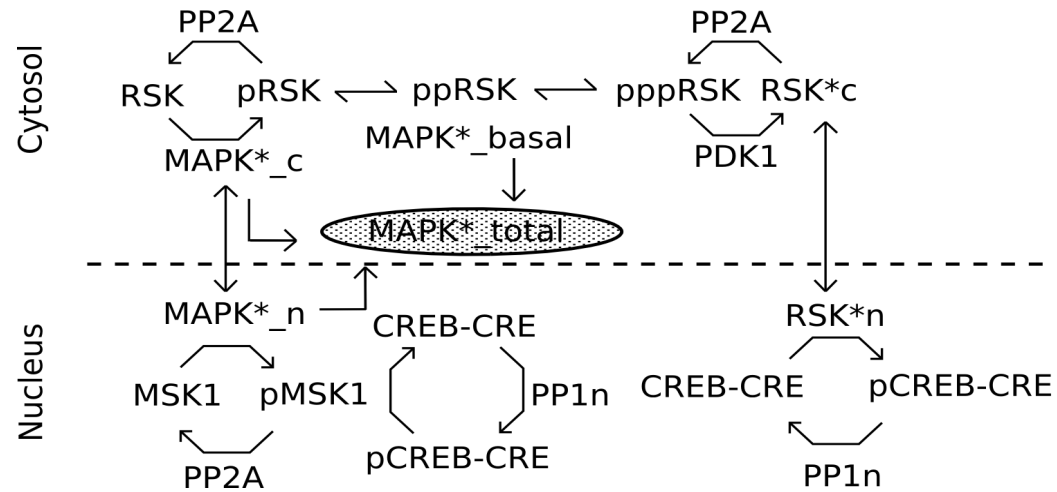 Cytosol
PP2A
PP2A
RSK
pRSK
ppRSK
pppRSK
RSK*c
MAPK*_c
MAPK*_basal
PDK1
MAPK*_total
Nucleus
MAPK*_n
CREB-CRE
RSK*n
MSK1
pMSK1
PP1n
CREB-CRE
pCREB-CRE
pCREB-CRE
PP2A
PP1n